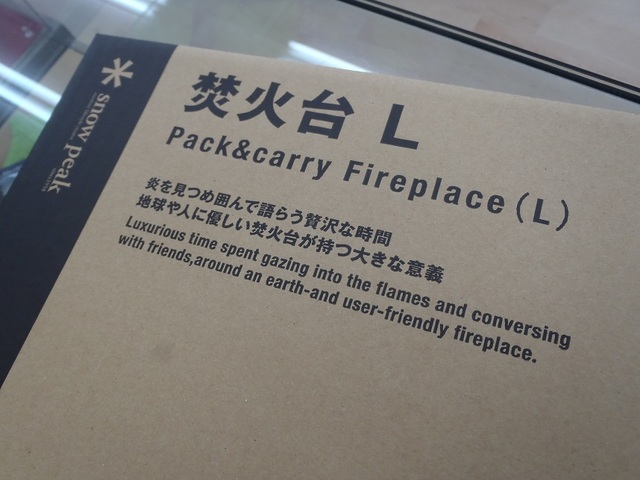 snow peak
焚火台 L
Pack&carry Fireplace（L）
炎を見つめ囲んで語らう贅沢な時間
地球や人に優しい焚火台が持つ大きな意義
Luxurious time spent gazing into the flames and conversing
with friends,around an earth-and user-friendly fireplace.